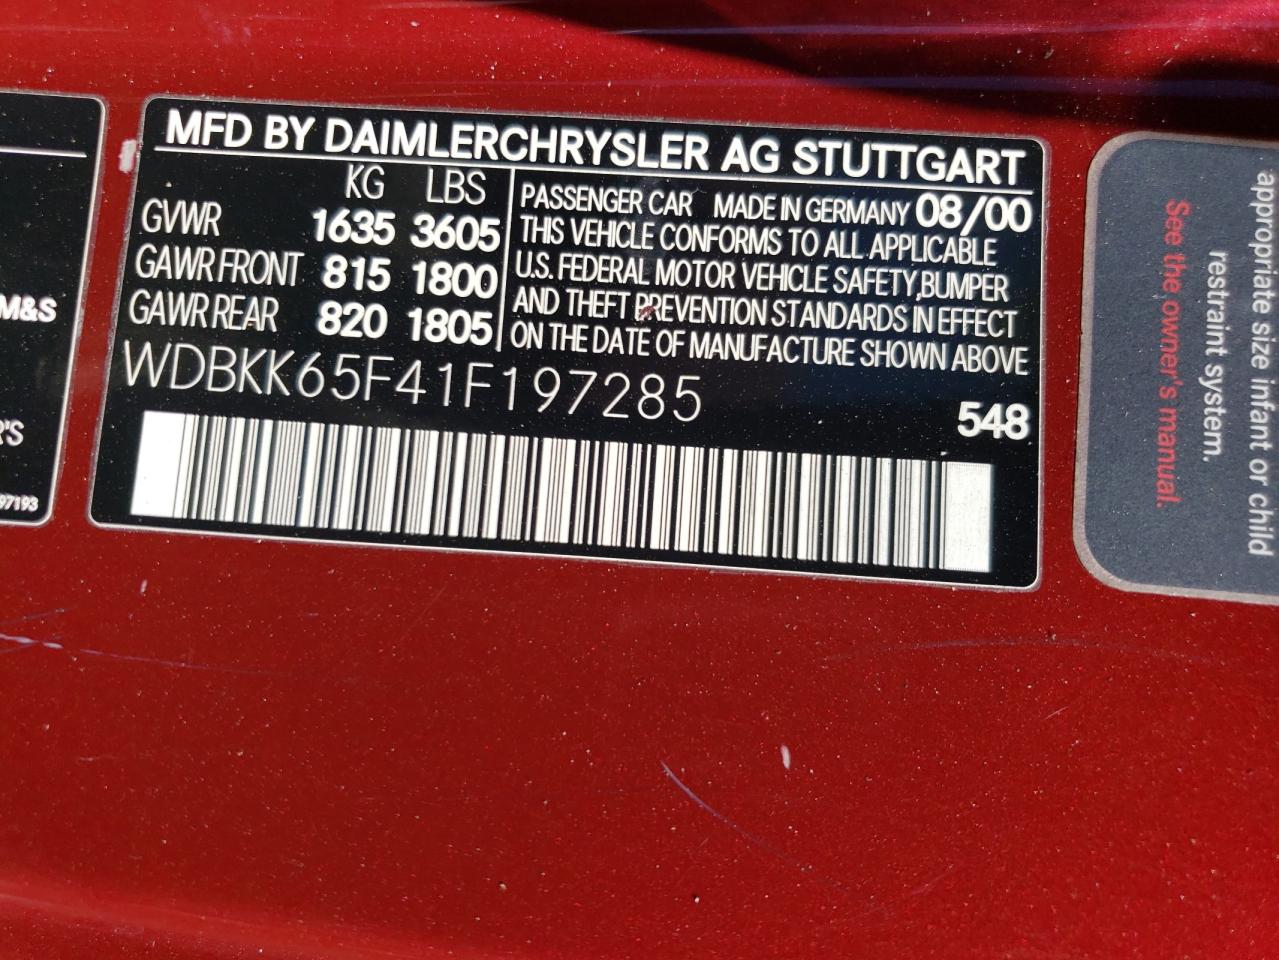 MFD BY DAIMLERCHRYSLER AG STUTTGART
KG LBS
GVWR 1635 3605
GAWR FRONT 815 1800
GAWR REAR 820 1805
PASSENGER CAR MADE IN GERMANY 08/00
THIS VEHICLE CONFORMS TO ALL APPLICABLE
U.S. FEDERAL MOTOR VEHICLE SAFETY,BUMPER
AND THEFT PREVENTION STANDARDS IN EFFECT
ON THE DATE OF MANUFACTURE SHOWN ABOVE
WDBKK65F41F197285
548
M&S
R'S
97193
appropriate size infant or child
restraint system.
See the owner's manual.